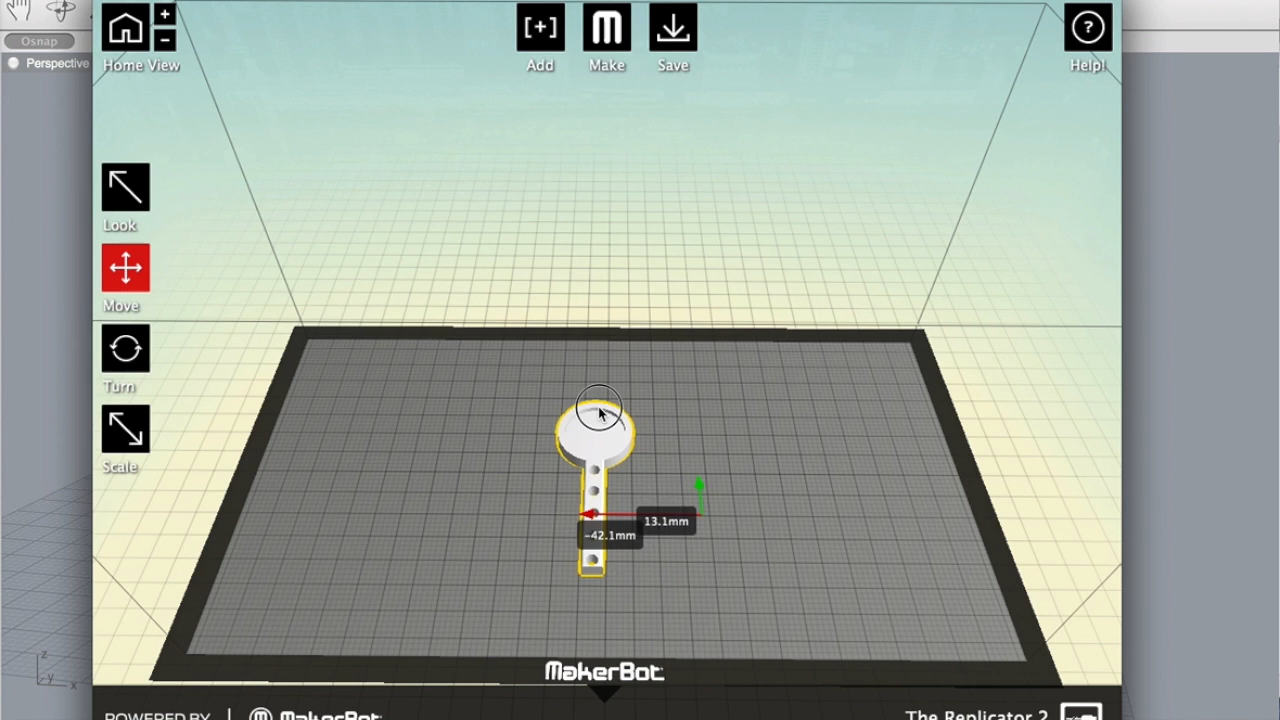 Osnap
Perspective
+
-
Home View
[+]
M
Add
Make
Save
?
Help!
Look
Move
Turn
Scale
13.1mm
-42.1mm
MakerBot
POWERED BY | M MakerBot
The Replicator 2
z
y
x